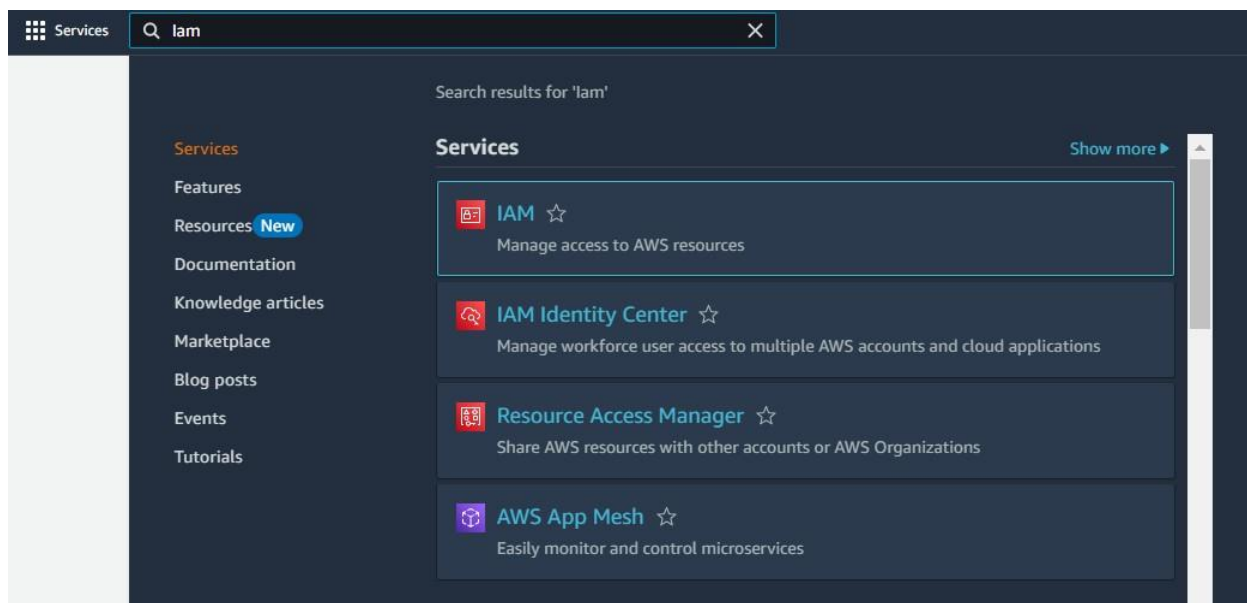 Services
Iam
Search results for 'Iam'
Services
Features
Resources New
Documentation
Knowledge articles
Marketplace
Blog posts
Events
Tutorials
Services
Show more
IAM
Manage access to AWS resources
IAM Identity Center
Manage workforce user access to multiple AWS accounts and cloud applications
Resource Access Manager
Share AWS resources with other accounts or AWS Organizations
AWS App Mesh
Easily monitor and control microservices